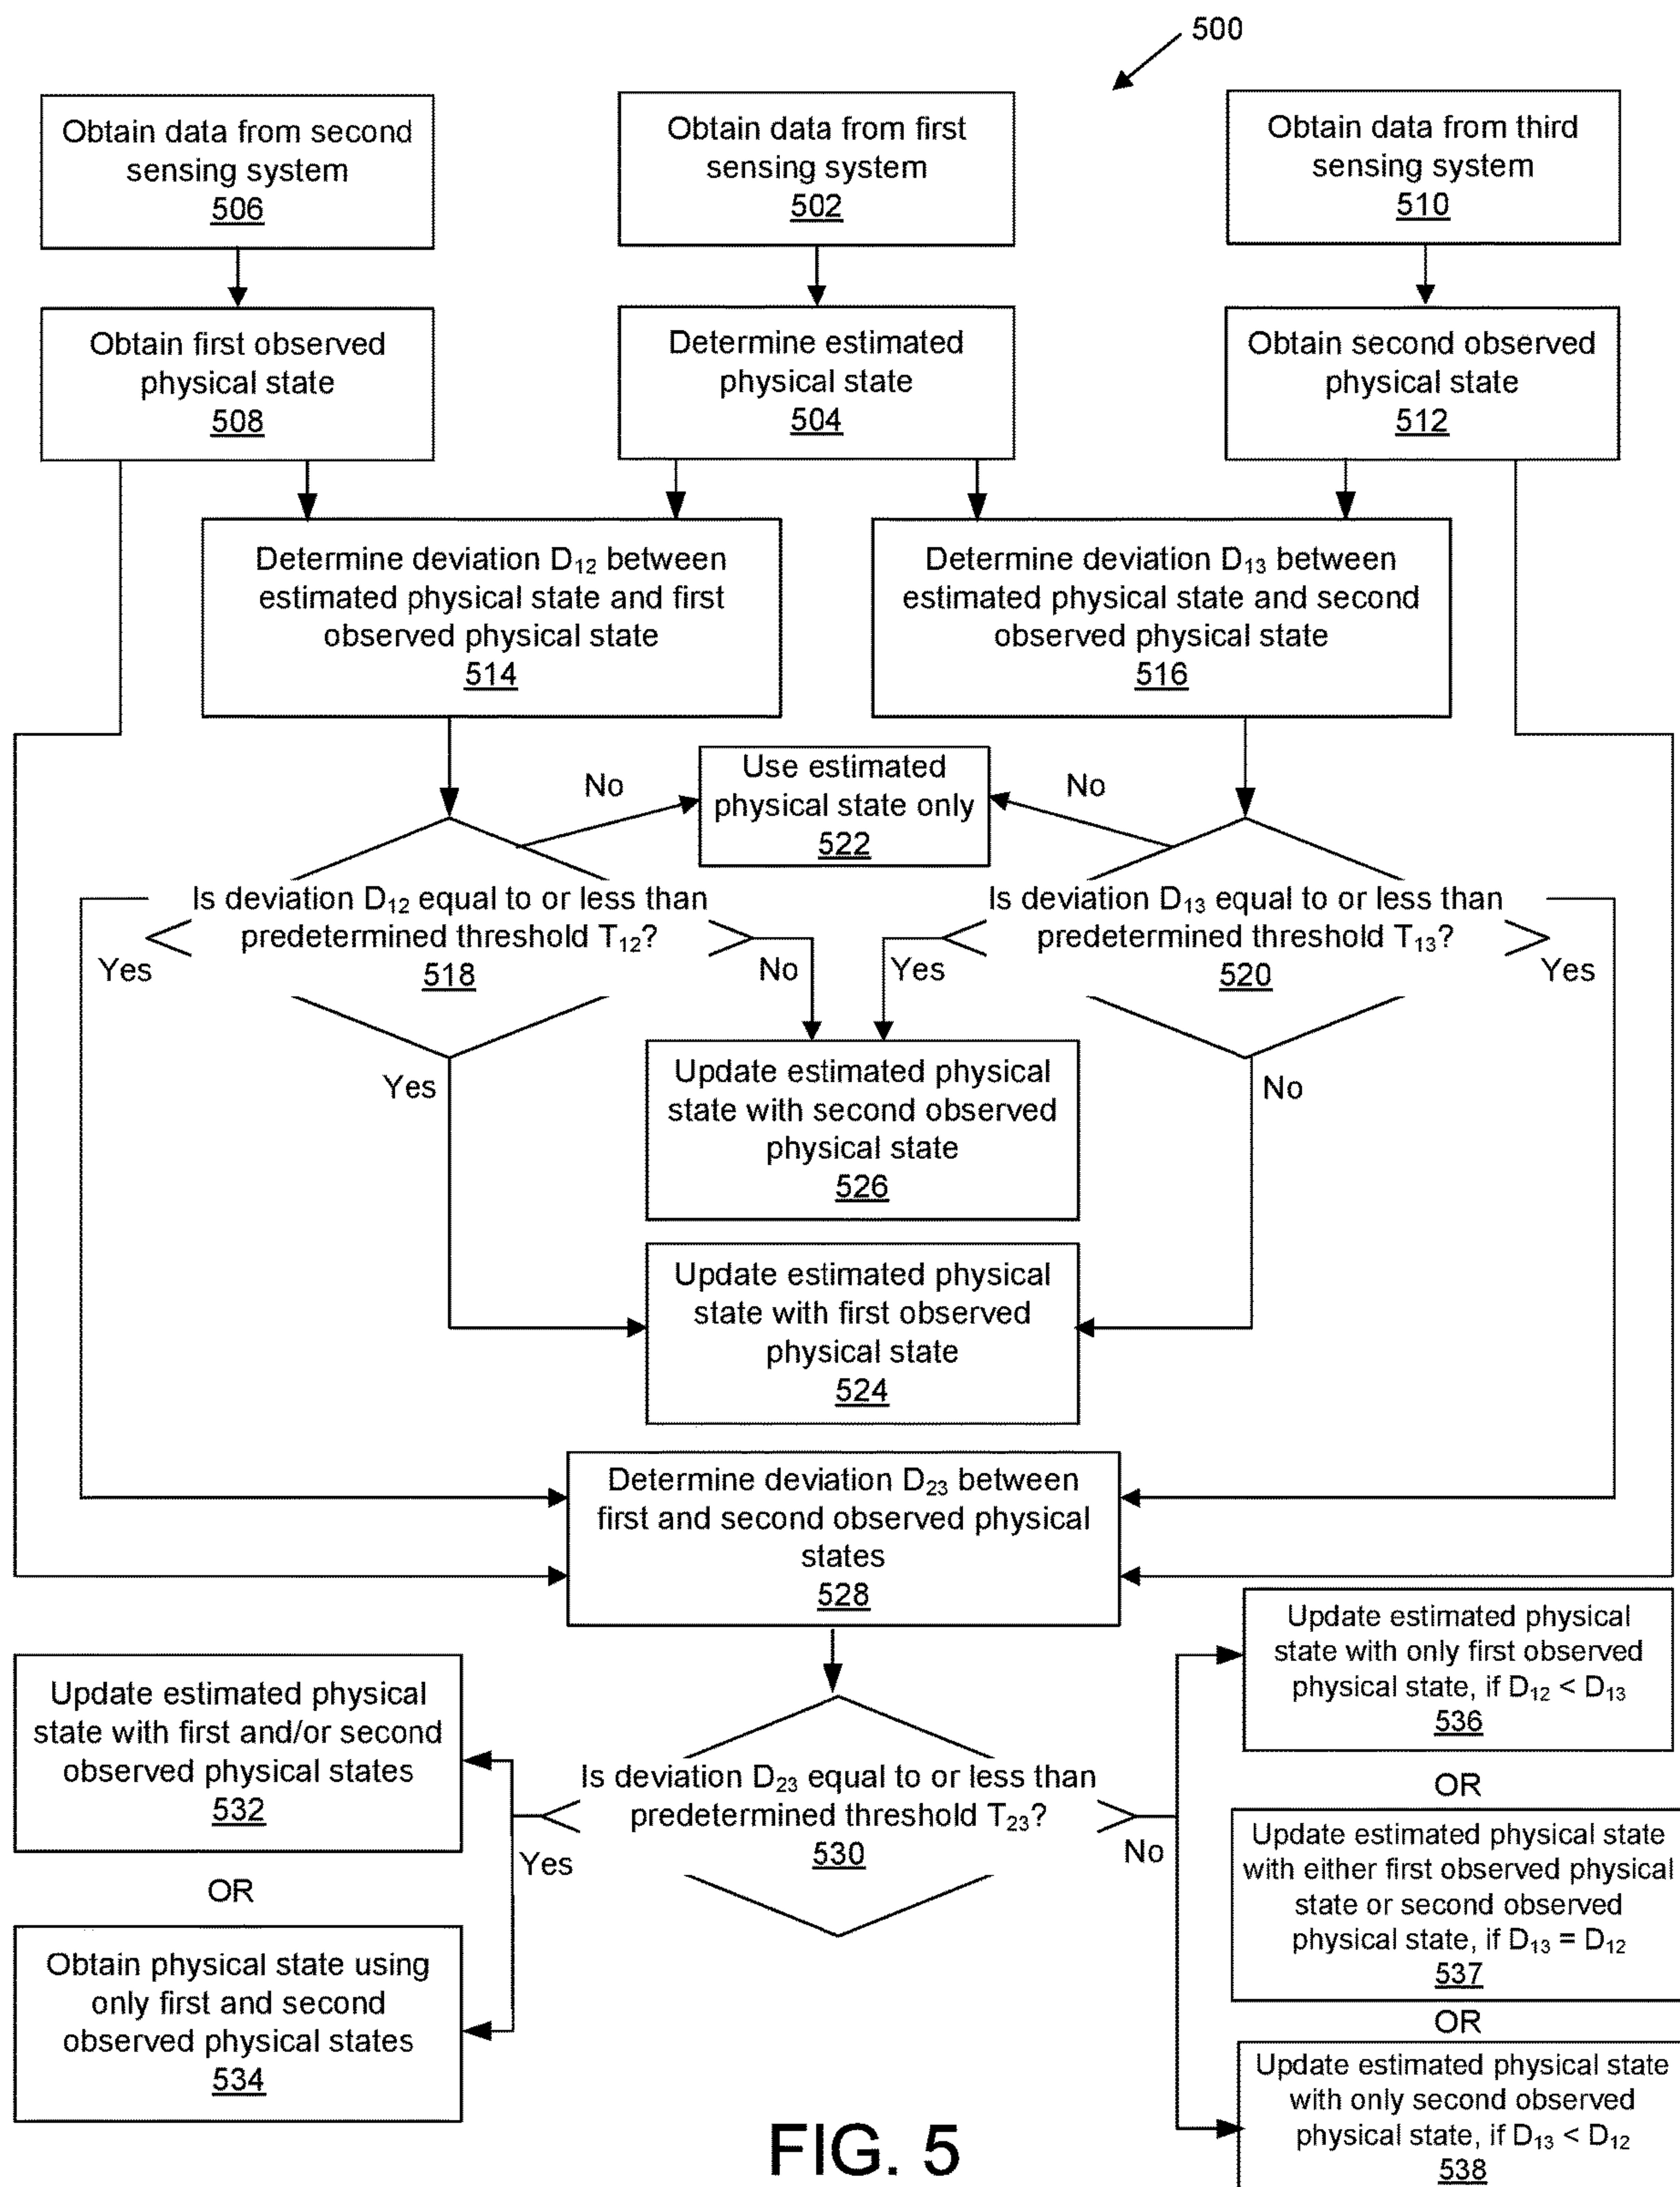 500
Obtain data from second
sensing system
506
Obtain data from first
sensing system
502
Obtain data from third
sensing system
510
Obtain first observed
physical state
508
Determine estimated
physical state
504
Obtain second observed
physical state
512
Determine deviation D₁₂ between
estimated physical state and first
observed physical state
514
Determine deviation D₁₃ between
estimated physical state and second
observed physical state
516
No
Use estimated
physical state only
522
No
Is deviation D₁₂ equal to or less than
predetermined threshold T₁₂?
518
Yes
No
Is deviation D₁₃ equal to or less than
predetermined threshold T₁₃?
520
Yes
Yes
Yes
Update estimated physical
state with second observed
physical state
526
No
Update estimated physical
state with first observed
physical state
524
Determine deviation D₂₃ between
first and second observed physical
states
528
Update estimated physical
state with first and/or second
observed physical states
532
OR
Obtain physical state using
only first and second
observed physical states
534
Is deviation D₂₃ equal to or less than
predetermined threshold T₂₃?
530
Yes
No
Update estimated physical
state with only first observed
physical state, if D₁₂ < D₁₃
536
OR
Update estimated physical state
with either first observed physical
state or second observed
physical state, if D₁₃ = D₁₂
537
OR
Update estimated physical state
with only second observed
physical state, if D₁₃ < D₁₂
538
FIG. 5